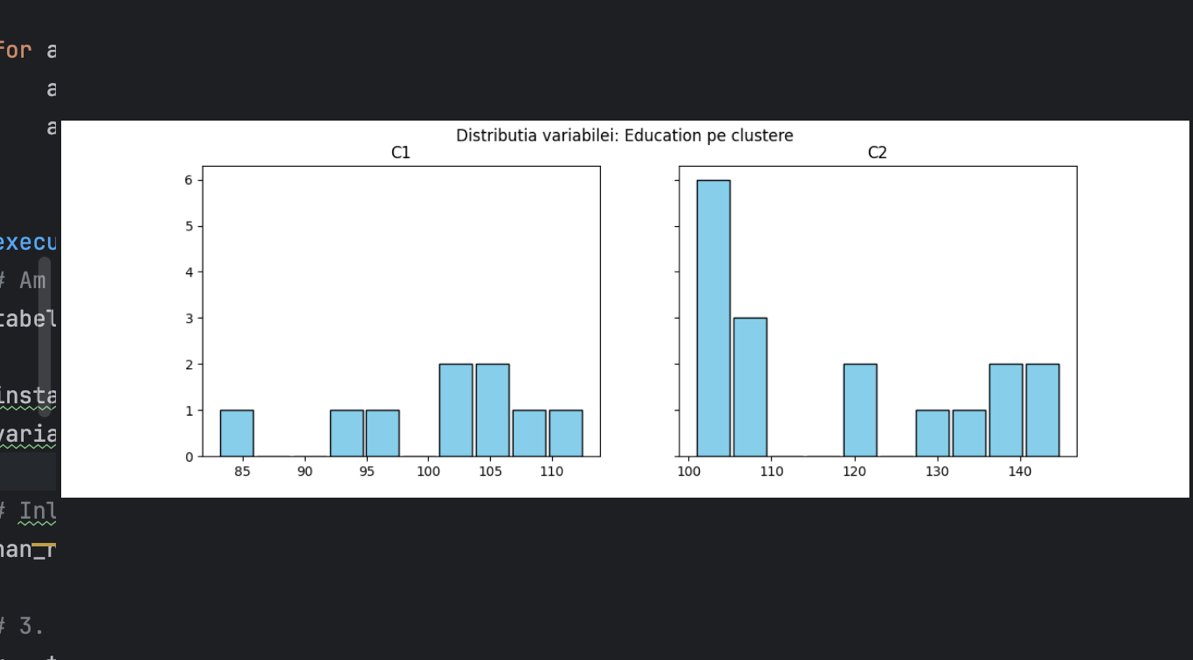 for a
a
a
execu
# Am
tabel
insta
varia
# Inl
# 3.
Distributia variabilei: Education pe clustere
C1
C2
6
5
4
3
2
1
0
85 90 95 100 105 110
100 110 120 130 140